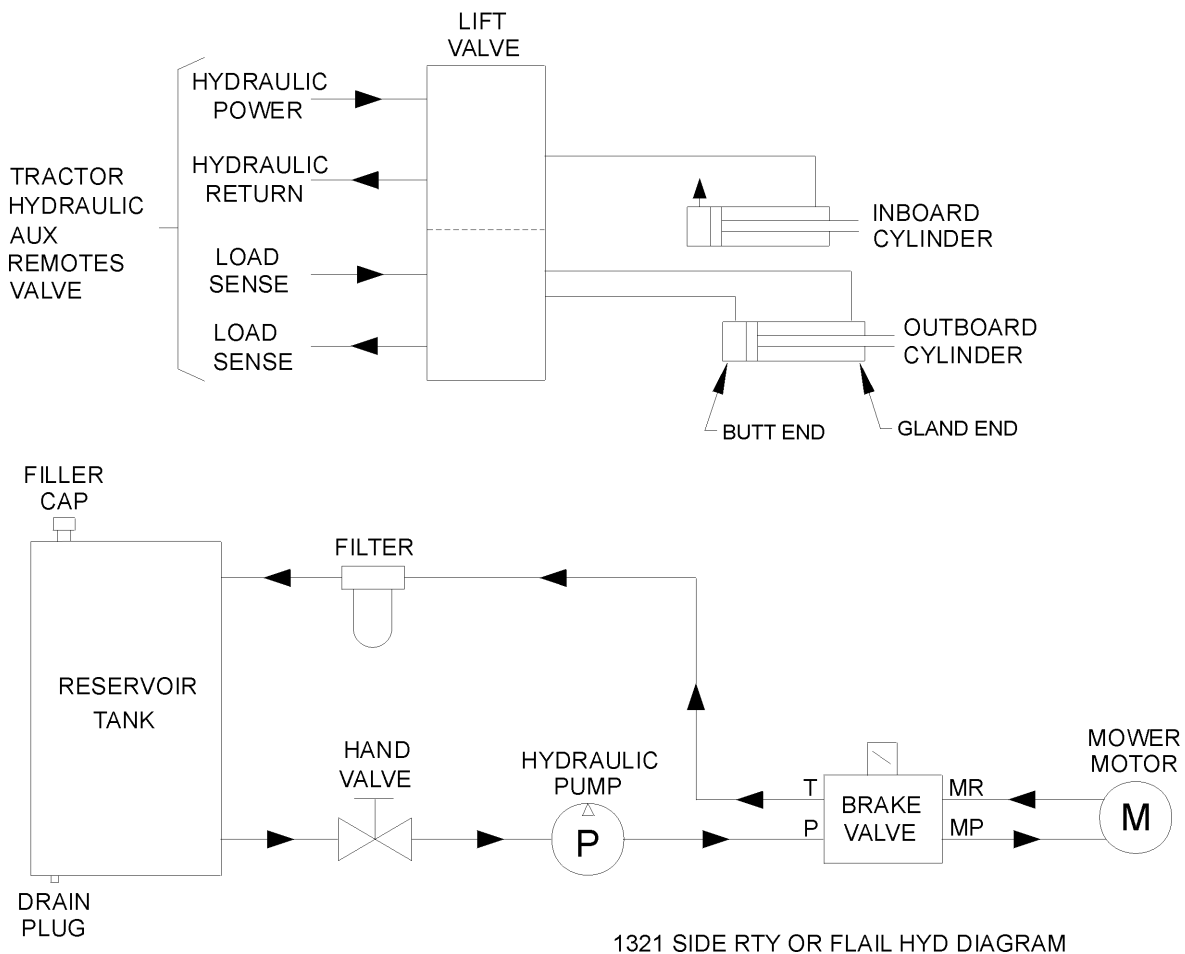 LIFT
VALVE
HYDRAULIC
POWER
HYDRAULIC
RETURN
TRACTOR
HYDRAULIC
AUX
REMOTES
VALVE
LOAD
SENSE
LOAD
SENSE
INBOARD
CYLINDER
OUTBOARD
CYLINDER
BUTT END
GLAND END
FILLER
CAP
FILTER
RESERVOIR
TANK
HAND
VALVE
HYDRAULIC
PUMP
P
T
P
BRAKE
VALVE
MR
MP
MOWER
MOTOR
M
DRAIN
PLUG
1321 SIDE RTY OR FLAIL HYD DIAGRAM